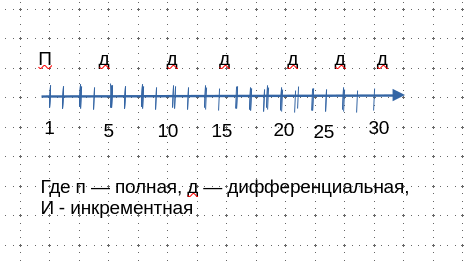 П д д д д д д
1 5 10 15 20 25 30
Где п — полная, д — дифференциальная,
И - инкрементная